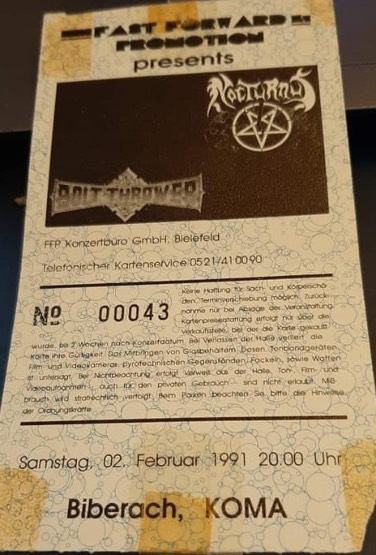 FAST FORWARD
PROMOTION
presents
NOCTURNUS
BOLT THROWER
FFP Konzertbüro GmbH, Bielefeld
Telefonischer Kartenservice 0521/410090
Keine Haftung für Sach- und Körperschä-
den. Terminverschiebung möglich. Zurück-
nahme nur bei Absage der Veranstaltung.
Kartenpreiserstattung erfolgt nur über die
Verkaufsstelle, bei der die Karte gekauft
Nº 00043
wurde, bis 2 Wochen nach Konzertdatum. Bei Verlassen der Halle verliert die
Karte ihre Gültigkeit. Das Mitbringen von Glasbehältern, Dosen, Tonbandgeräten,
Film- und Videokameras, pyrotechnischen Gegenständen, Fackeln, sowie Waffen
ist untersagt. Bei Nichtbeachtung erfolgt Verweis aus der Halle. Ton-, Film- und
Videoaufnahmen - auch für den privaten Gebrauch - sind nicht erlaubt. Miß-
brauch wird strafrechtlich verfolgt. Beim Parken beachten Sie bitte die Hinweise
der Ordnungskräfte.
Samstag, 02. Februar 1991 20.00 Uhr
Biberach, KOMA